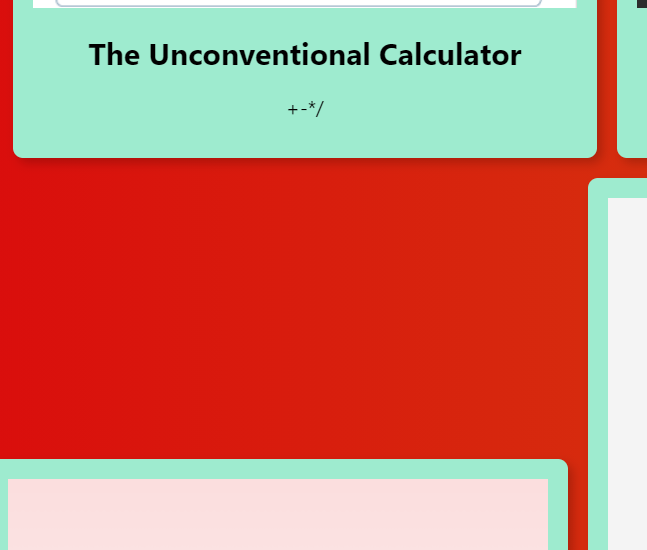 The Unconventional Calculator
+-*/